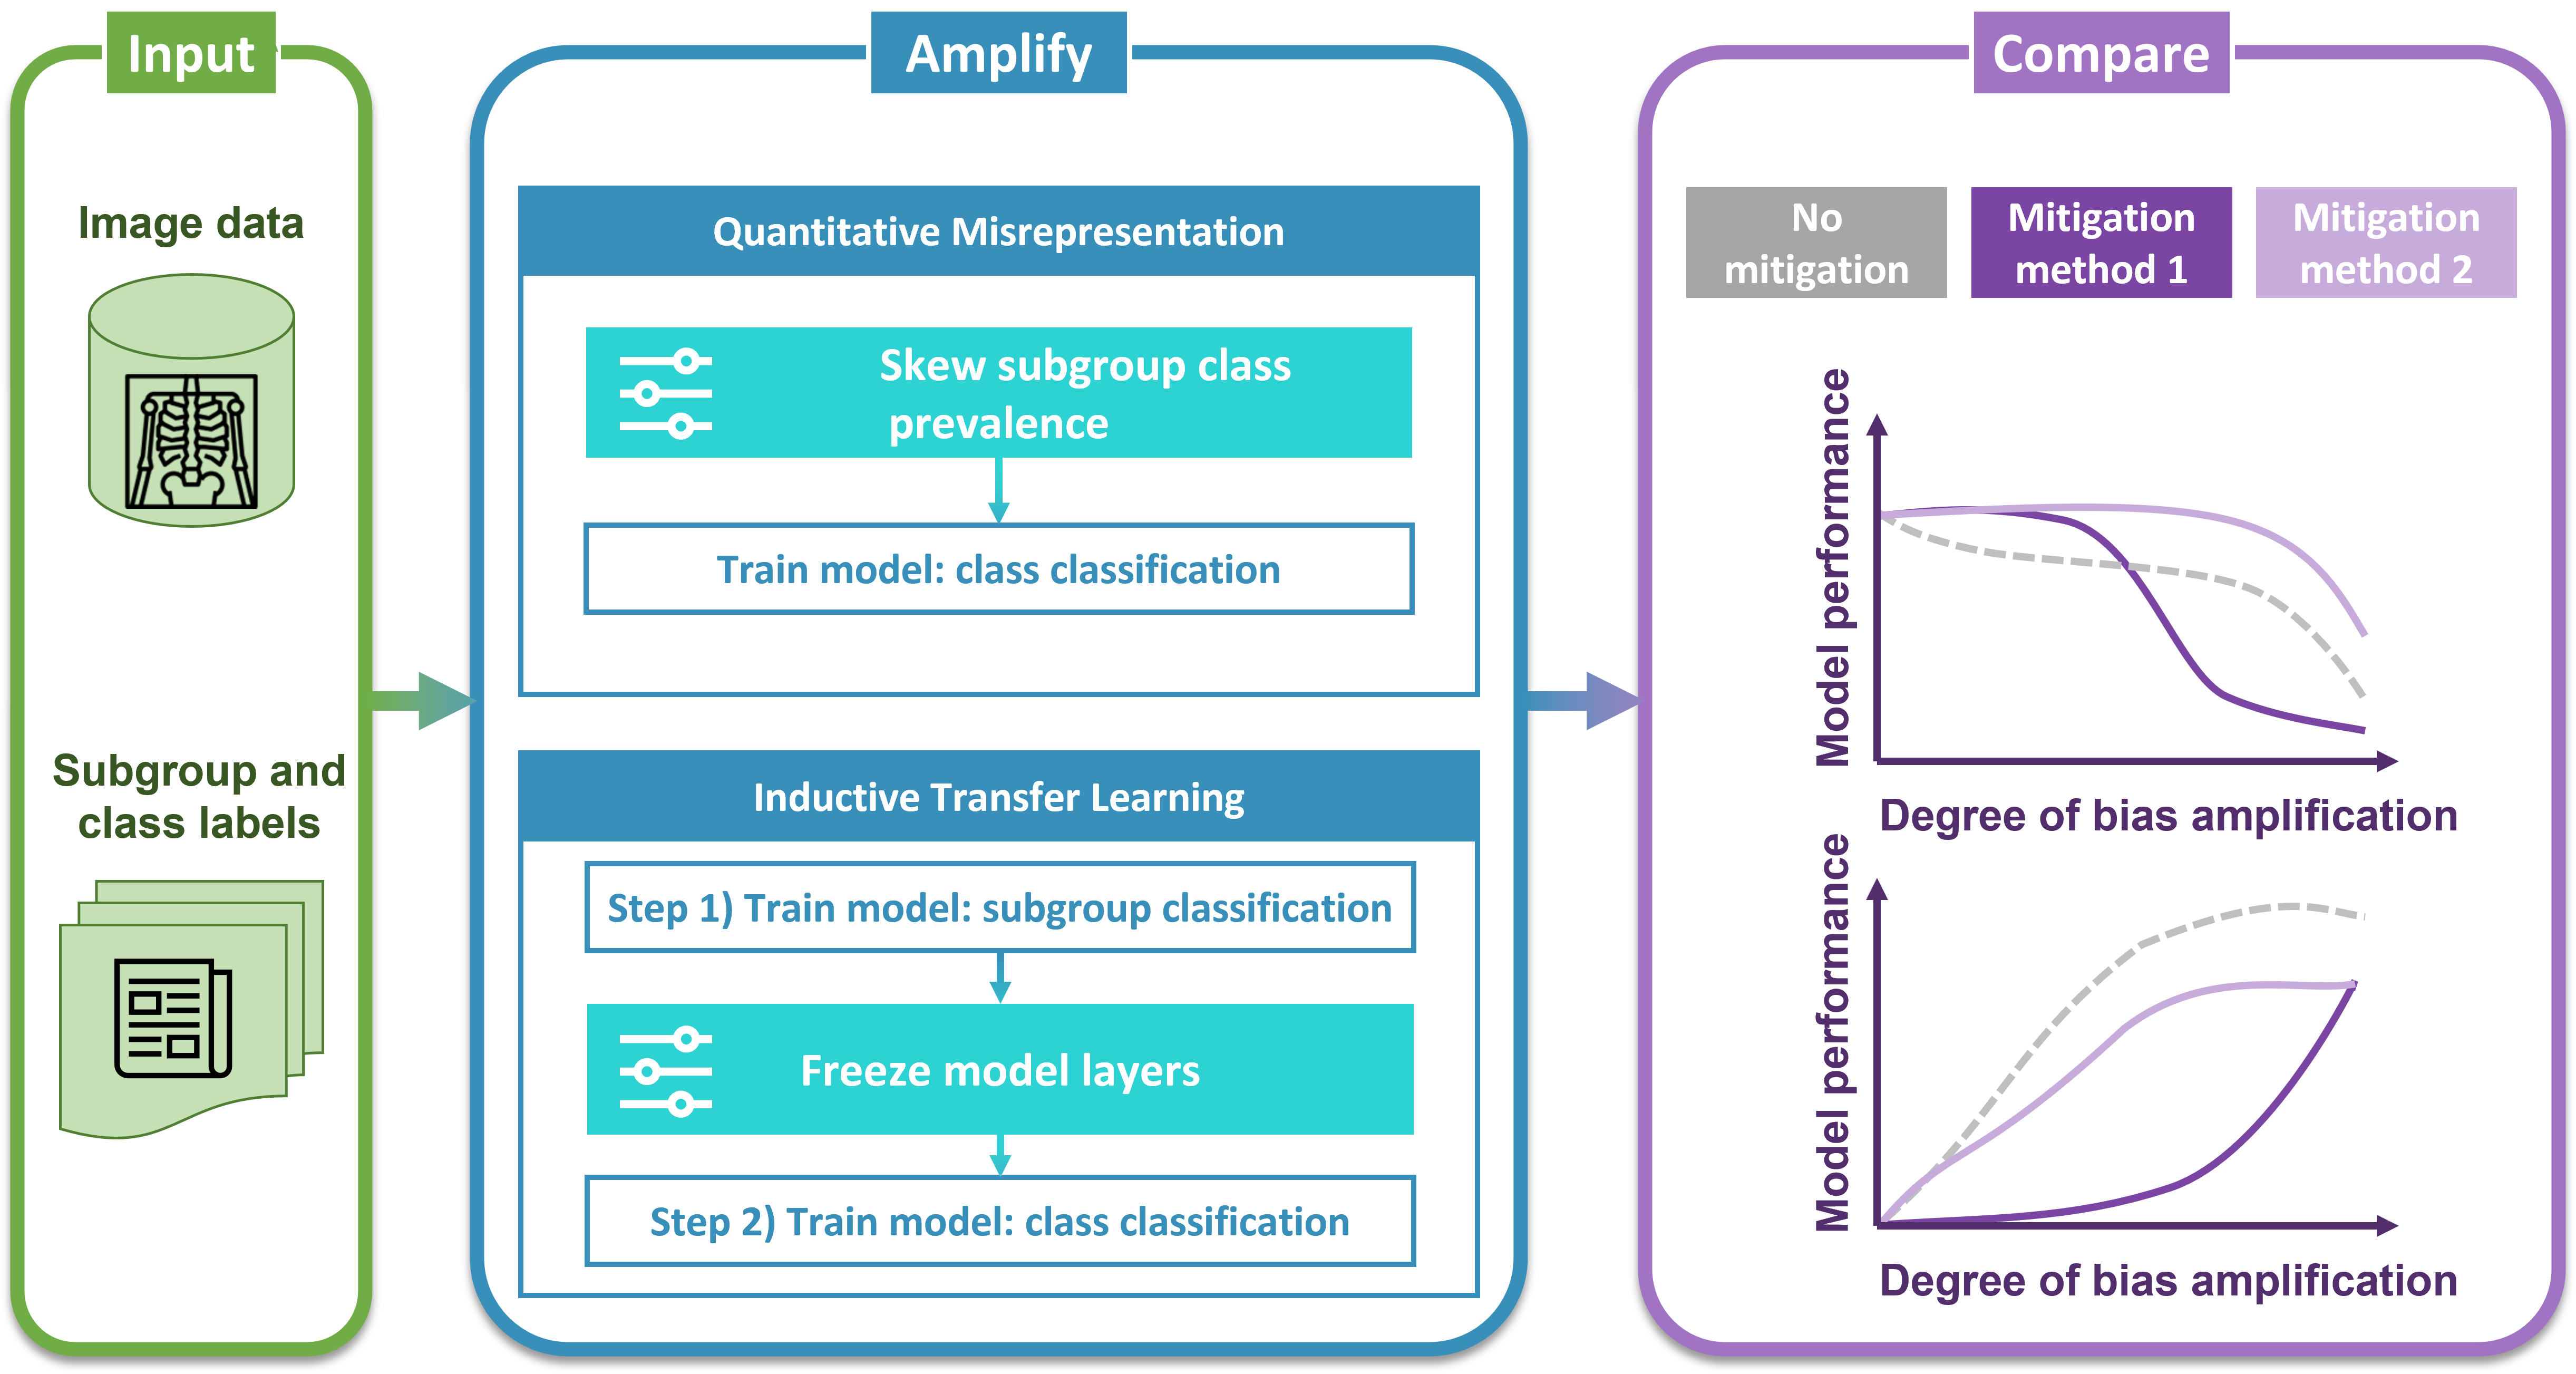 Input
Image data
Subgroup and
class labels
Amplify
Quantitative Misrepresentation
Skew subgroup class
prevalence
Train model: class classification
Inductive Transfer Learning
Step 1) Train model: subgroup classification
Freeze model layers
Step 2) Train model: class classification
Compare
No
mitigation
Mitigation
method 1
Mitigation
method 2
Model performance
Degree of bias amplification
Model performance
Degree of bias amplification